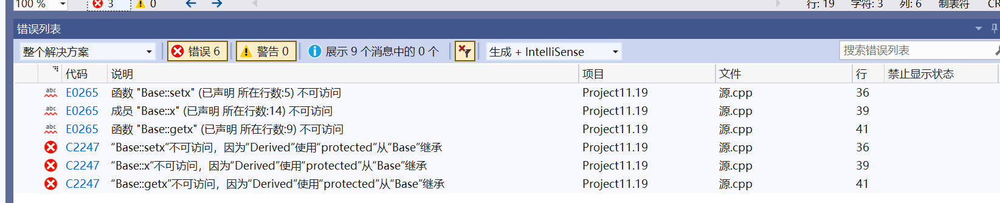 100 % 3 0 行: 19 字符: 3 列: 6 制表符 CR
错误列表
整个解决方案 错误 6 警告 0 展示 9 个消息中的 0 个 生成 + IntelliSense 搜索错误列表
代码 说明 项目 文件 行 禁止显示状态
abc E0265 函数 "Base::setx" (已声明 所在行数:5) 不可访问 Project11.19 源.cpp 36
abc E0265 成员 "Base::x" (已声明 所在行数:14) 不可访问 Project11.19 源.cpp 39
abc E0265 函数 "Base::getx" (已声明 所在行数:9) 不可访问 Project11.19 源.cpp 41
C2247 “Base::setx”不可访问，因为“Derived”使用“protected”从“Base”继承 Project11.19 源.cpp 36
C2247 “Base::x”不可访问，因为“Derived”使用“protected”从“Base”继承 Project11.19 源.cpp 39
C2247 “Base::getx”不可访问，因为“Derived”使用“protected”从“Base”继承 Project11.19 源.cpp 41